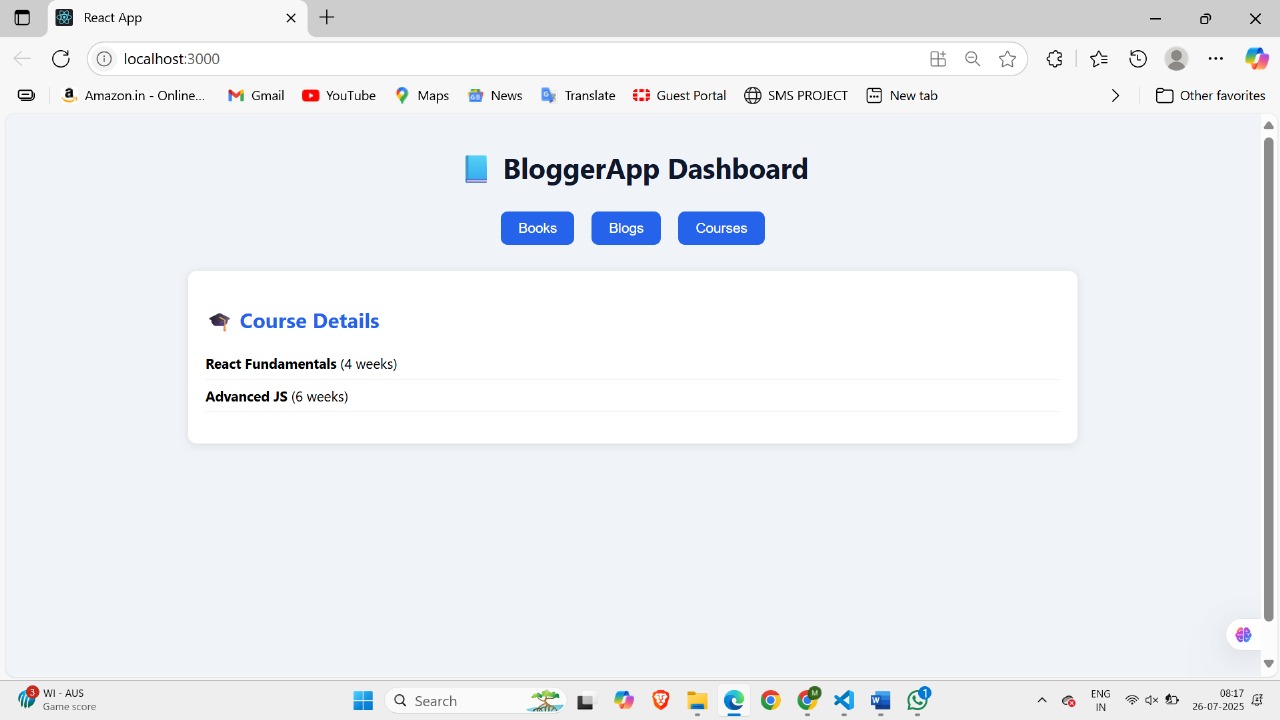 React App
localhost:3000
Amazon.in - Online... Gmail YouTube Maps News Translate Guest Portal SMS PROJECT New tab Other favorites
BloggerApp Dashboard
Books Blogs Courses
Course Details
React Fundamentals (4 weeks)
Advanced JS (6 weeks)
3 WI - AUS
Game score
Search
M
1
ENG
IN
08:17
26-07-2025